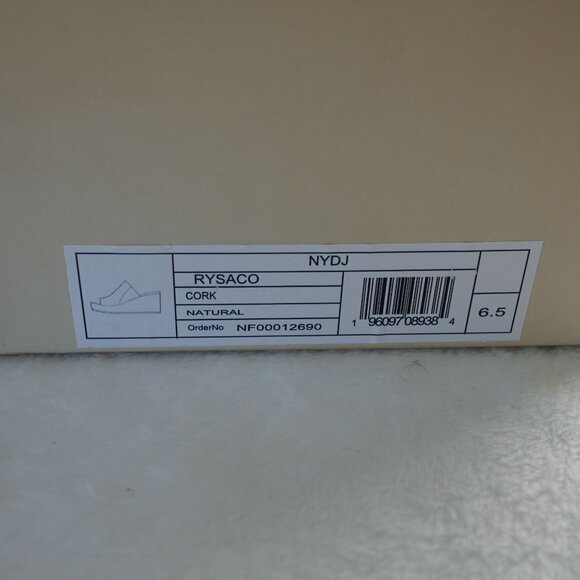 NYDJ
RYSACO
CORK
NATURAL
OrderNo NF00012690
1 96097 08938 4
6.5